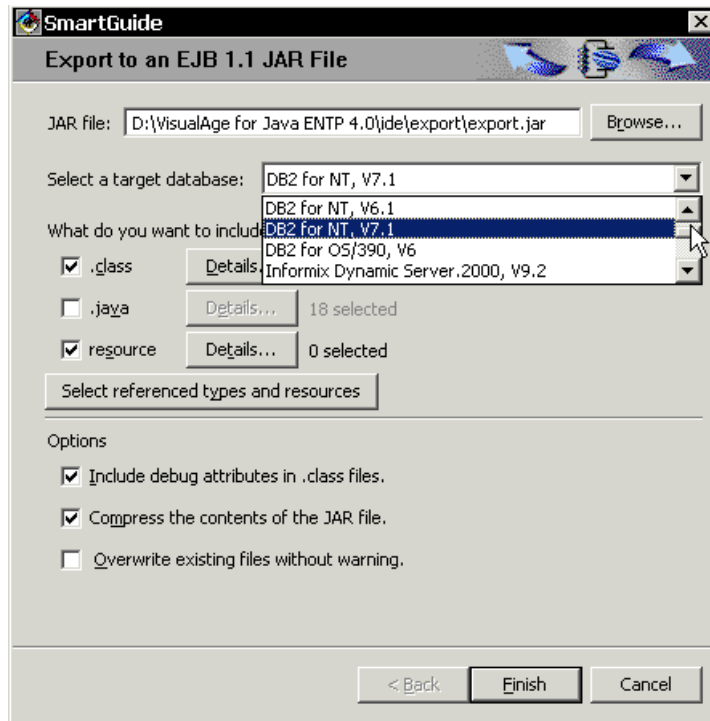 SmartGuide
Export to an EJB 1.1 JAR File
JAR file: D:\VisualAge for Java ENTP 4.0\ide\export\export.jar Browse...
Select a target database: DB2 for NT, V7.1
DB2 for NT, V6.1
What do you want to includ DB2 for NT, V7.1
DB2 for OS/390, V6
.class Details. Informix Dynamic Server.2000, V9.2
.java Details... 18 selected
resource Details... 0 selected
Select referenced types and resources
Options
Include debug attributes in .class files.
Compress the contents of the JAR file.
Overwrite existing files without warning.
< Back Finish Cancel